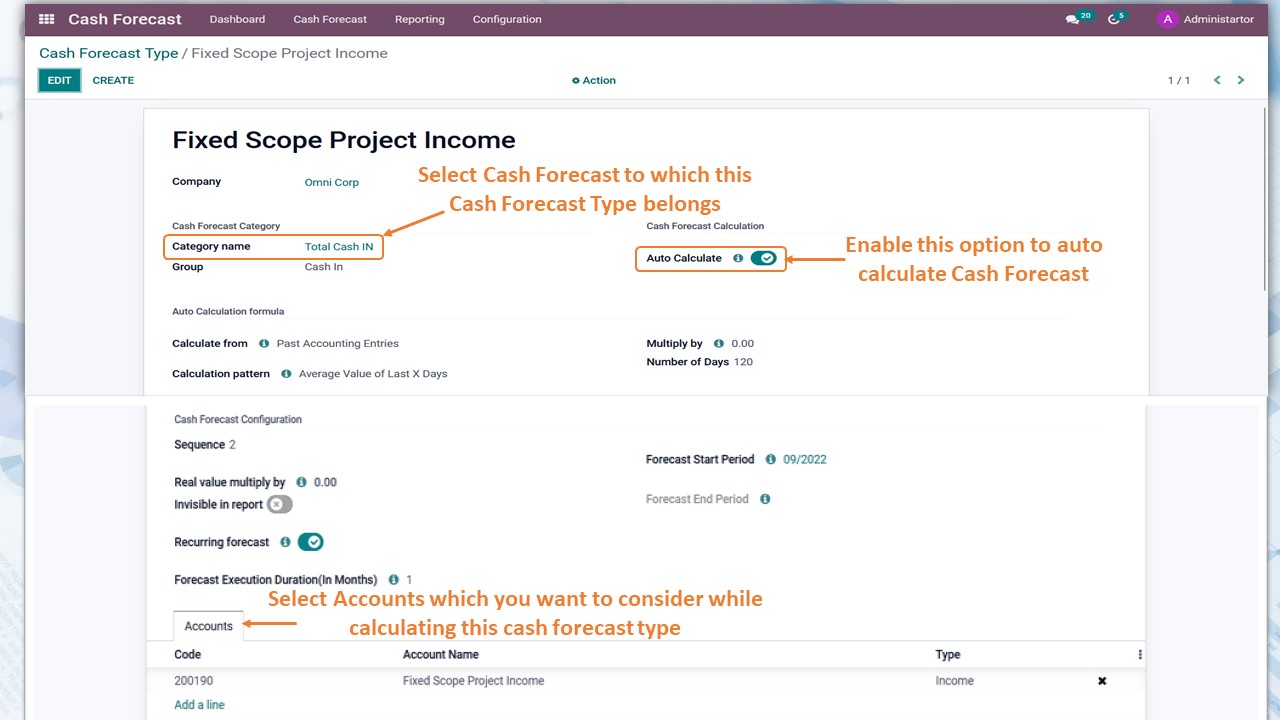 Cash Forecast Dashboard Cash Forecast Reporting Configuration 20 5 A Administartor
Cash Forecast Type / Fixed Scope Project Income
EDIT CREATE Action 1 / 1
Fixed Scope Project Income
Company Omni Corp
Select Cash Forecast to which this
Cash Forecast Type belongs
Cash Forecast Category
Category name Total Cash IN
Group Cash In
Cash Forecast Calculation
Auto Calculate
Enable this option to auto
calculate Cash Forecast
Auto Calculation formula
Calculate from Past Accounting Entries
Calculation pattern Average Value of Last X Days
Multiply by 0.00
Number of Days 120
Cash Forecast Configuration
Sequence 2
Real value multiply by 0.00
Invisible in report
Recurring forecast
Forecast Execution Duration(In Months) 1
Forecast Start Period 09/2022
Forecast End Period
Select Accounts which you want to consider while
calculating this cash forecast type
Accounts
Code Account Name Type
200190 Fixed Scope Project Income Income
Add a line